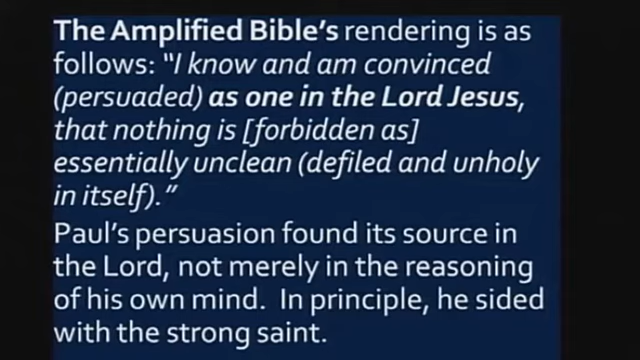 The Amplified Bible's rendering is as
follows: "I know and am convinced
(persuaded) as one in the Lord Jesus,
that nothing is [forbidden as]
essentially unclean (defiled and unholy
in itself)."
Paul's persuasion found its source in
the Lord, not merely in the reasoning
of his own mind.  In principle, he sided
with the strong saint.